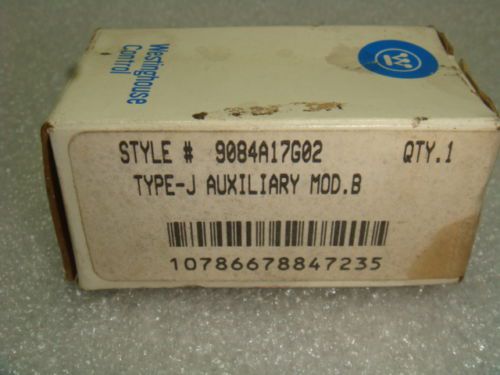 Westinghouse
Control
W
STYLE # 9084A17G02 QTY.1
TYPE-J AUXILIARY MOD.B
10786678847235